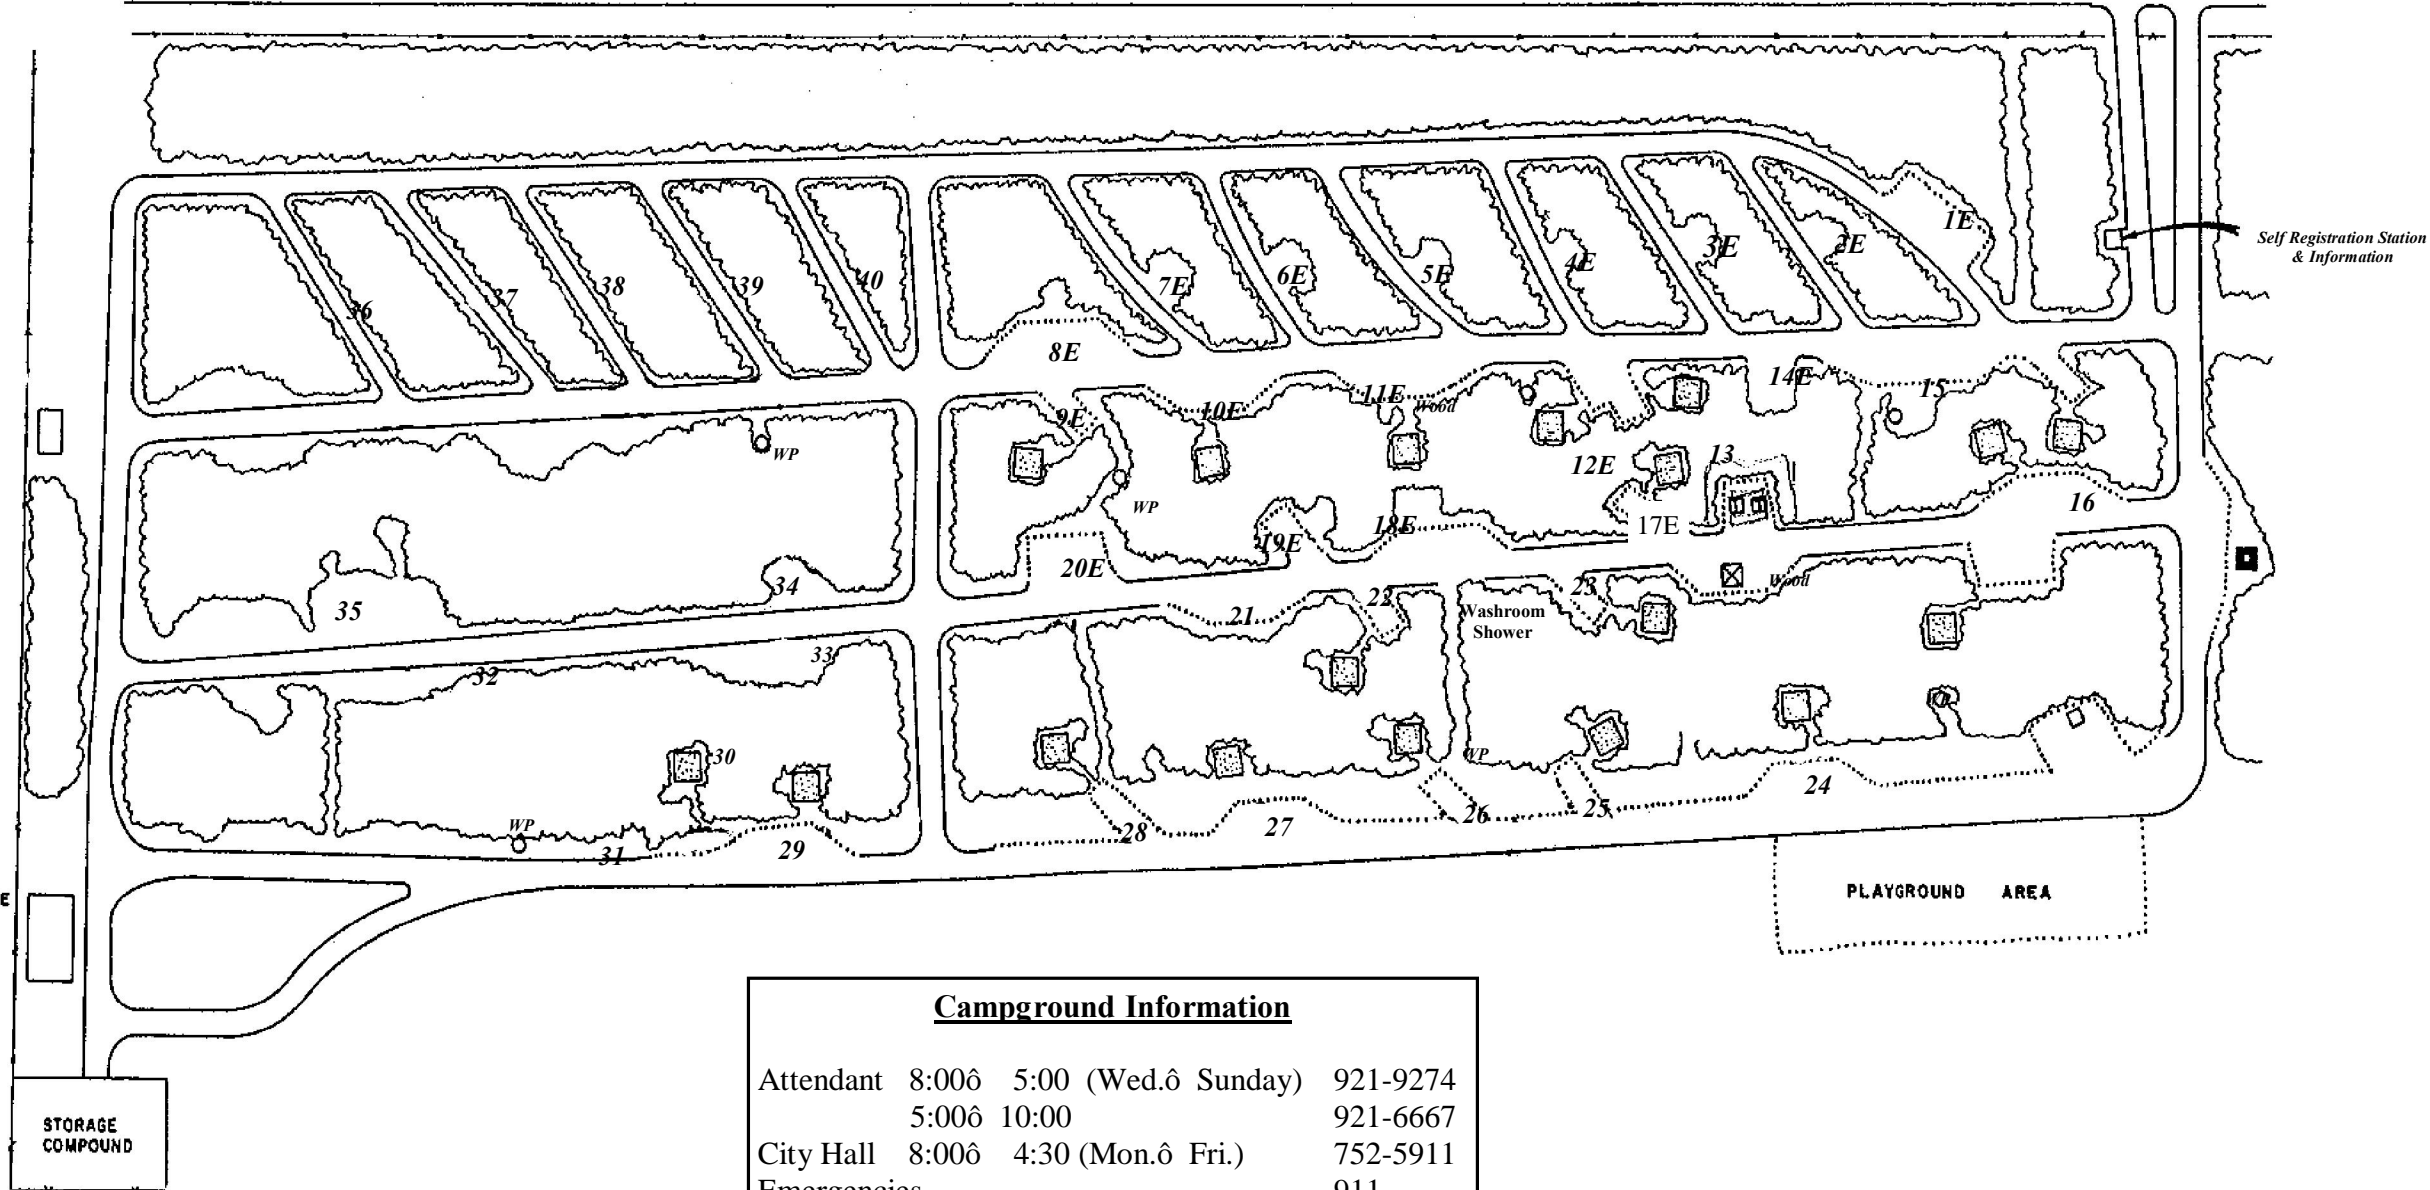 1E
Self Registration Station
& Information
2E
3E
4E
5E
6E
7E
40
39
38
37
36
8E
9E
10E
11E
Wood
14E
15
WP
WP
12E
13
16
17E
18E
19E
20E
34
35
21
22
23
Wood
Washroom
Shower
33
32
30
WP
WP
24
25
26
27
28
29
31
PLAYGROUND AREA
E
STORAGE
COMPOUND
Campground Information
Attendant 8:00ô 5:00 (Wed.ô Sunday) 921-9274
5:00ô 10:00 921-6667
City Hall 8:00ô 4:30 (Mon.ô Fri.) 752-5911
Emergencies 911